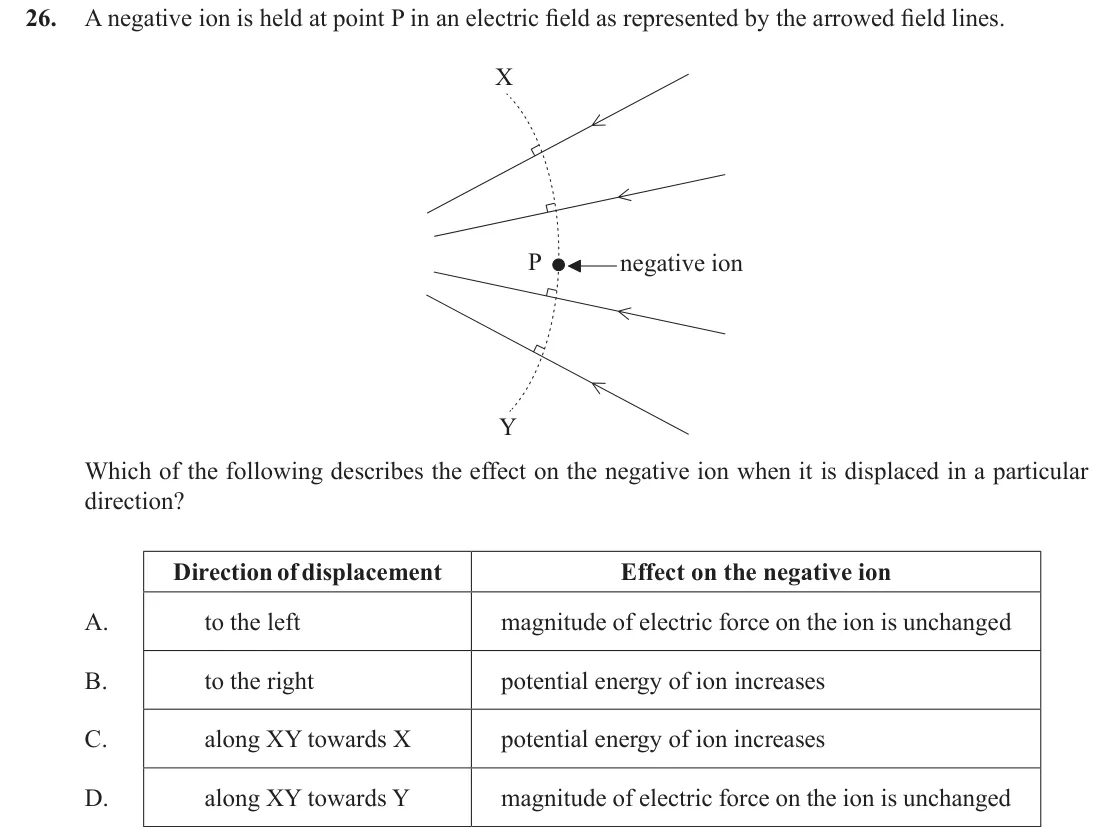 26. A negative ion is held at point P in an electric field as represented by the arrowed field lines.
X
P
negative ion
Y
Which of the following describes the effect on the negative ion when it is displaced in a particular
direction?
Direction of displacement Effect on the negative ion
A. to the left magnitude of electric force on the ion is unchanged
B. to the right potential energy of ion increases
C. along XY towards X potential energy of ion increases
D. along XY towards Y magnitude of electric force on the ion is unchanged